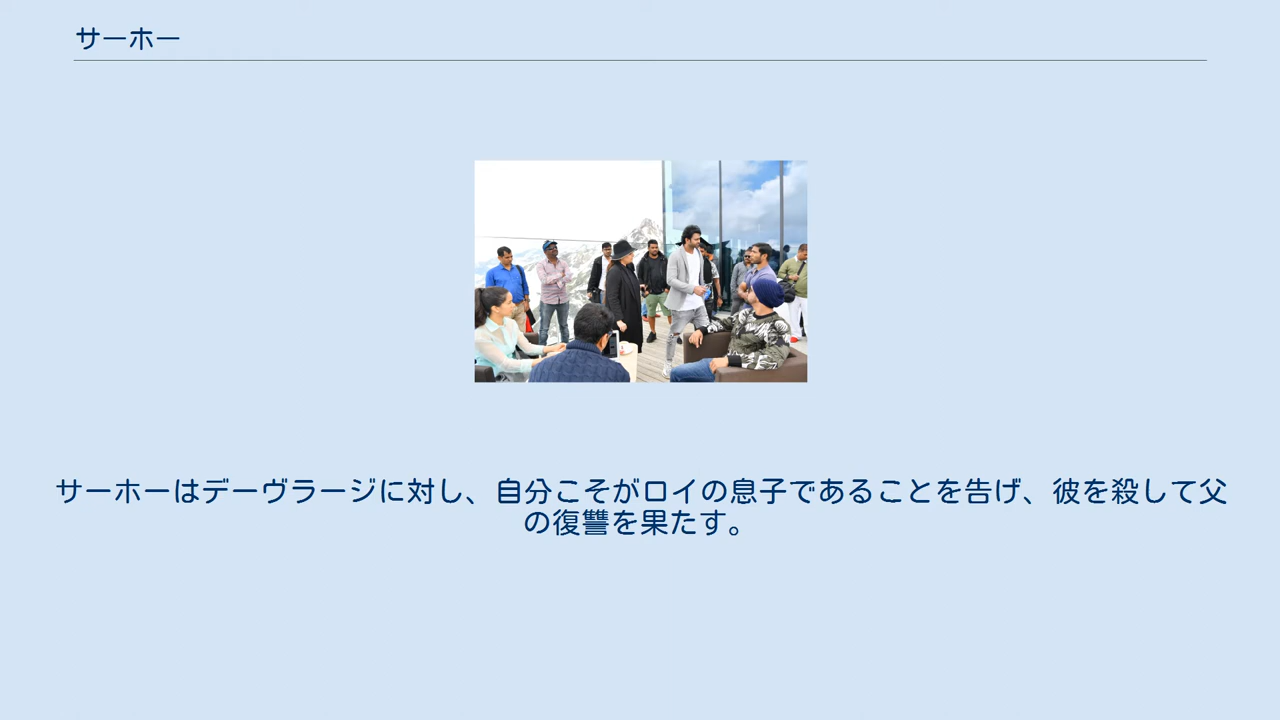 サーホー
サーホーはデーヴラージに対し、自分こそがロイの息子であることを告げ、彼を殺して父
の復讐を果たす。